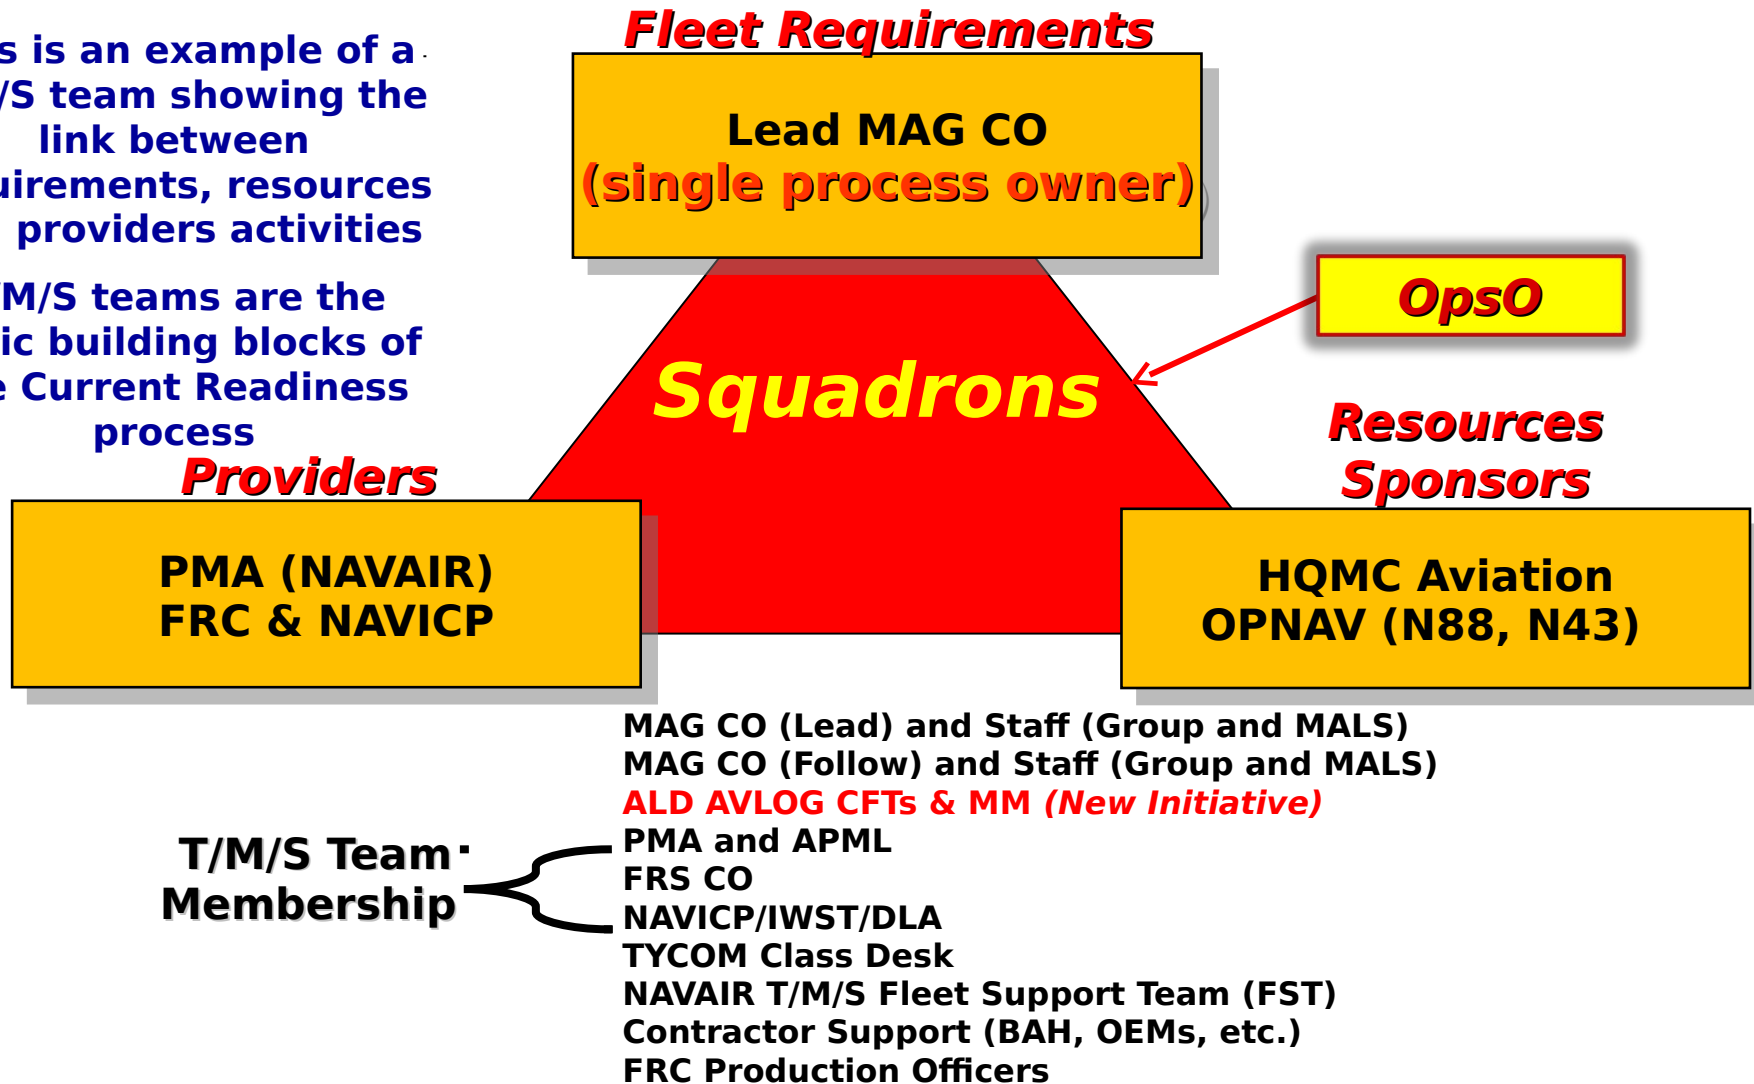 Fleet Requirements
s is an example of a
/S team showing the
link between
uirements, resources
providers activities
Lead MAG CO
(single process owner)
OpsO
M/S teams are the
ic building blocks of
e Current Readiness
process
Squadrons
Resources
Sponsors
Providers
PMA (NAVAIR)
FRC & NAVICP
HQMC Aviation
OPNAV (N88, N43)
T/M/S Team
Membership
MAG CO (Lead) and Staff (Group and MALS)
MAG CO (Follow) and Staff (Group and MALS)
ALD AVLOG CFTs & MM (New Initiative)
PMA and APML
FRS CO
NAVICP/IWST/DLA
TYCOM Class Desk
NAVAIR T/M/S Fleet Support Team (FST)
Contractor Support (BAH, OEMs, etc.)
FRC Production Officers